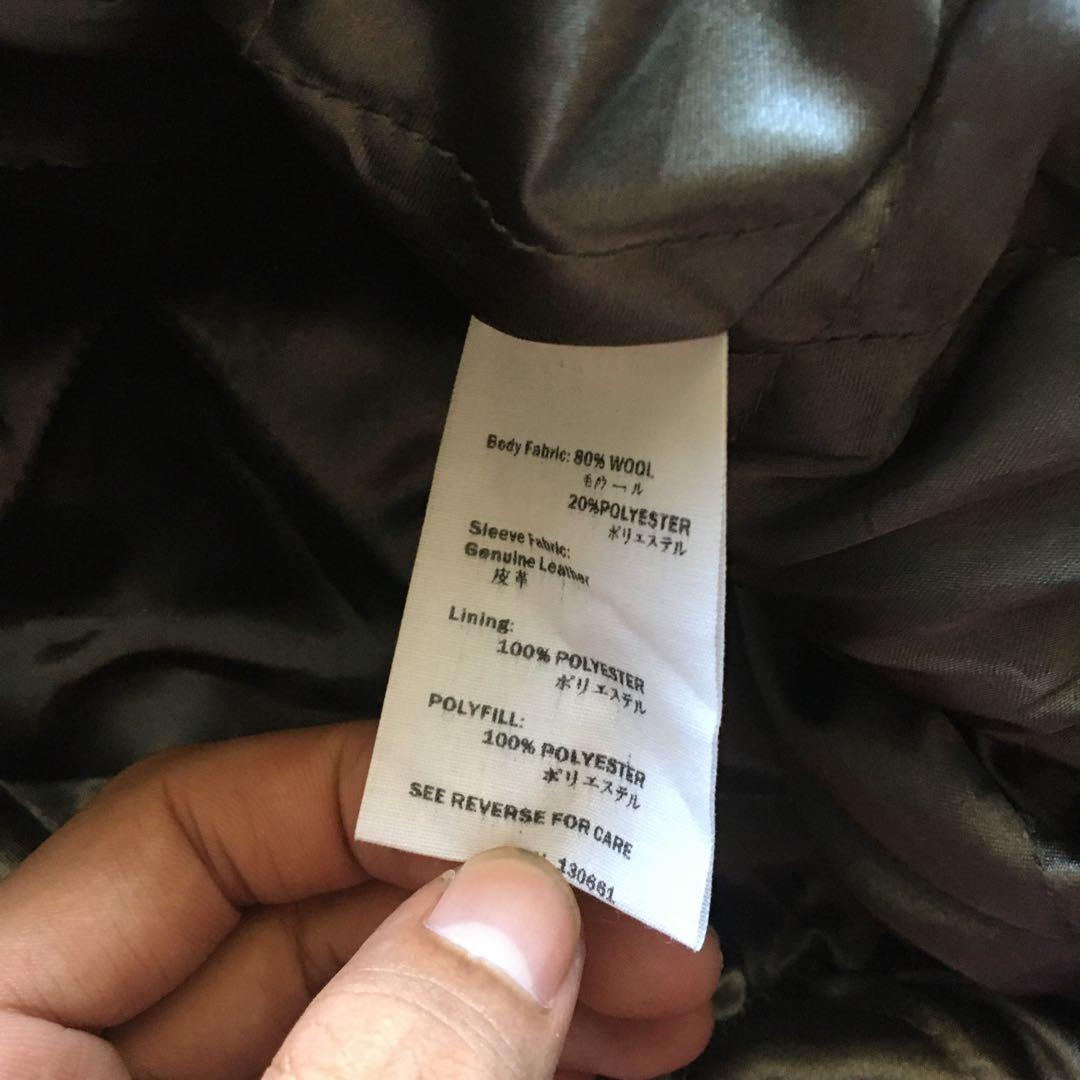 Body Fabric: 80% WOOL
毛ウール
20%POLYESTER
ポリエステル
Sleeve Fabric:
Genuine Leather
皮革
Lining:
100% POLYESTER
ポリエステル
POLYFILL:
100% POLYESTER
ポリエステル
SEE REVERSE FOR CARE
130661